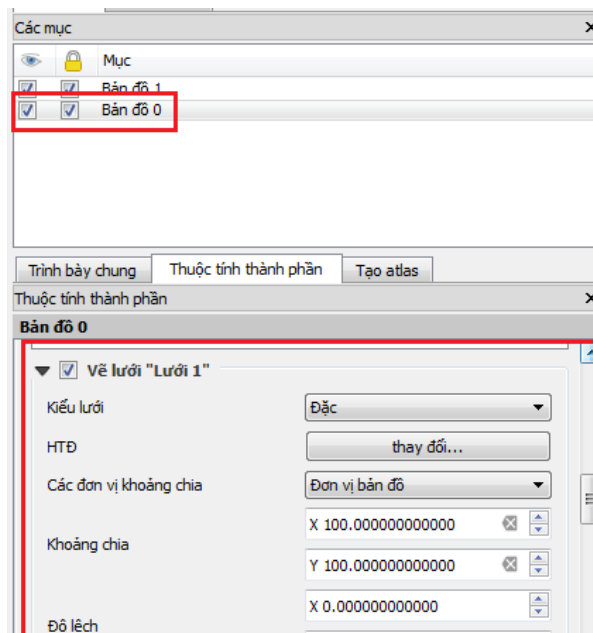 Các mục
Mục
Bản đồ 1
Bản đồ 0
Trình bày chung Thuộc tính thành phần Tạo atlas
Thuộc tính thành phần
Bản đồ 0
Vẽ lưới "Lưới 1"
Kiểu lưới Đặc
HTĐ thay đổi...
Các đơn vị khoảng chia Đơn vị bản đồ
Khoảng chia
X 100.000000000000
Y 100.000000000000
X 0.000000000000
Độ lệch